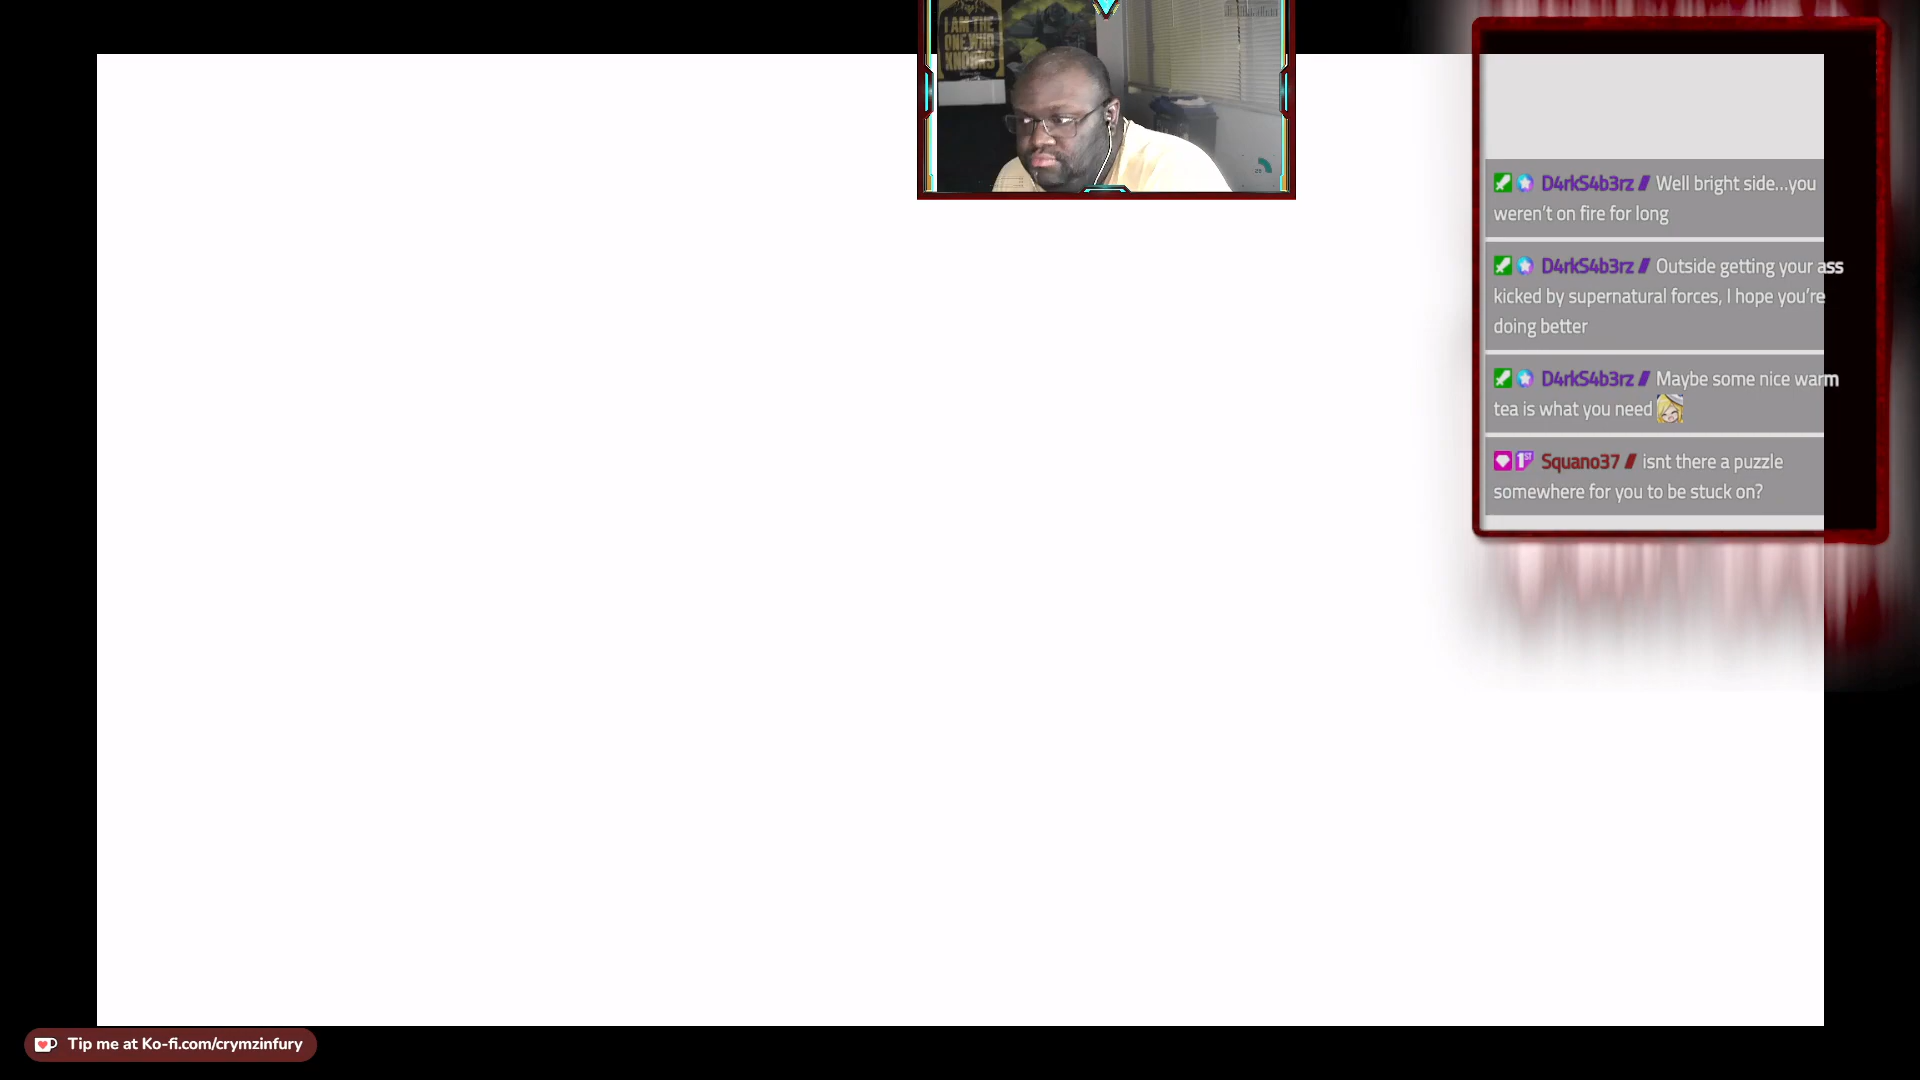 I AM THE
ONE WHO
KNOCKS
D4rkS4b3rz // Well bright side...you
weren't on fire for long
D4rkS4b3rz // Outside getting your ass
kicked by supernatural forces, I hope you're
doing better
D4rkS4b3rz // Maybe some nice warm
tea is what you need
1ST Squano37 // isnt there a puzzle
somewhere for you to be stuck on?
Tip me at Ko-fi.com/crymzinfury